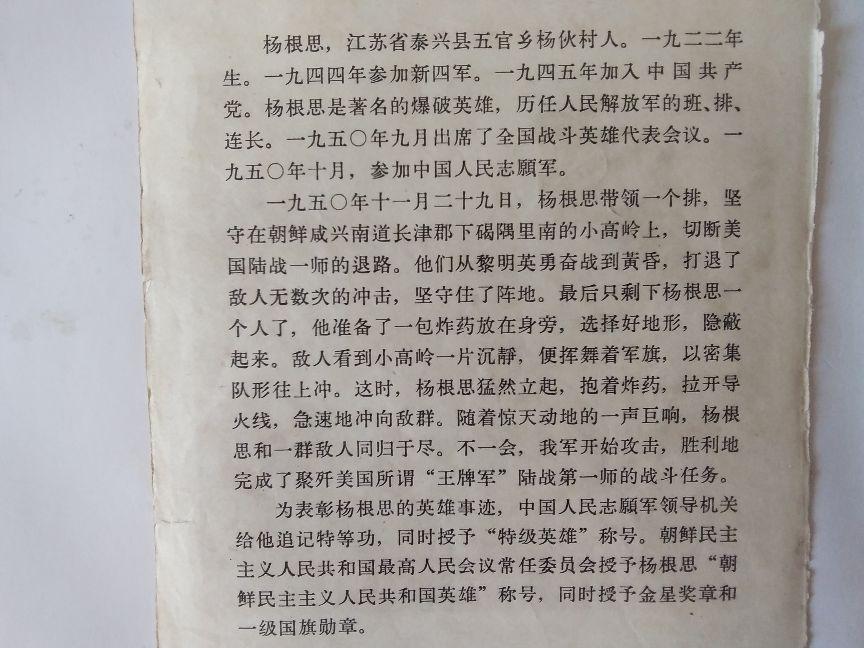 杨根思，江苏省泰兴县五官乡杨伙村人。一九二二年
生。一九四四年参加新四军。一九四五年加入中国共产
党。杨根思是著名的爆破英雄，历任人民解放军的班、排、
连长。一九五〇年九月出席了全国战斗英雄代表会议。一
九五〇年十月，参加中国人民志願军。
一九五〇年十一月二十九日，杨根思带领一个排，坚
守在朝鲜咸兴南道长津郡下碣隅里南的小高岭上，切断美
国陆战一师的退路。他们从黎明英勇奋战到黄昏，打退了
敌人无数次的冲击，坚守住了阵地。最后只剩下杨根思一
个人了，他准备了一包炸药放在身旁，选择好地形，隐蔽
起来。敌人看到小高岭一片沉静，便挥舞着军旗，以密集
队形往上冲。这时，杨根思猛然立起，抱着炸药，拉开导
火线，急速地冲向敌群。随着惊天动地的一声巨响，杨根
思和一群敌人同归于尽。不一会，我军开始攻击，胜利地
完成了聚歼美国所谓“王牌军”陆战第一师的战斗任务。
为表彰杨根思的英雄事迹，中国人民志願军领导机关
给他追记特等功，同时授予“特级英雄”称号。朝鲜民主
主义人民共和国最高人民会议常任委员会授予杨根思“朝
鲜民主主义人民共和国英雄”称号，同时授予金星奖章和
一级国旗勋章。